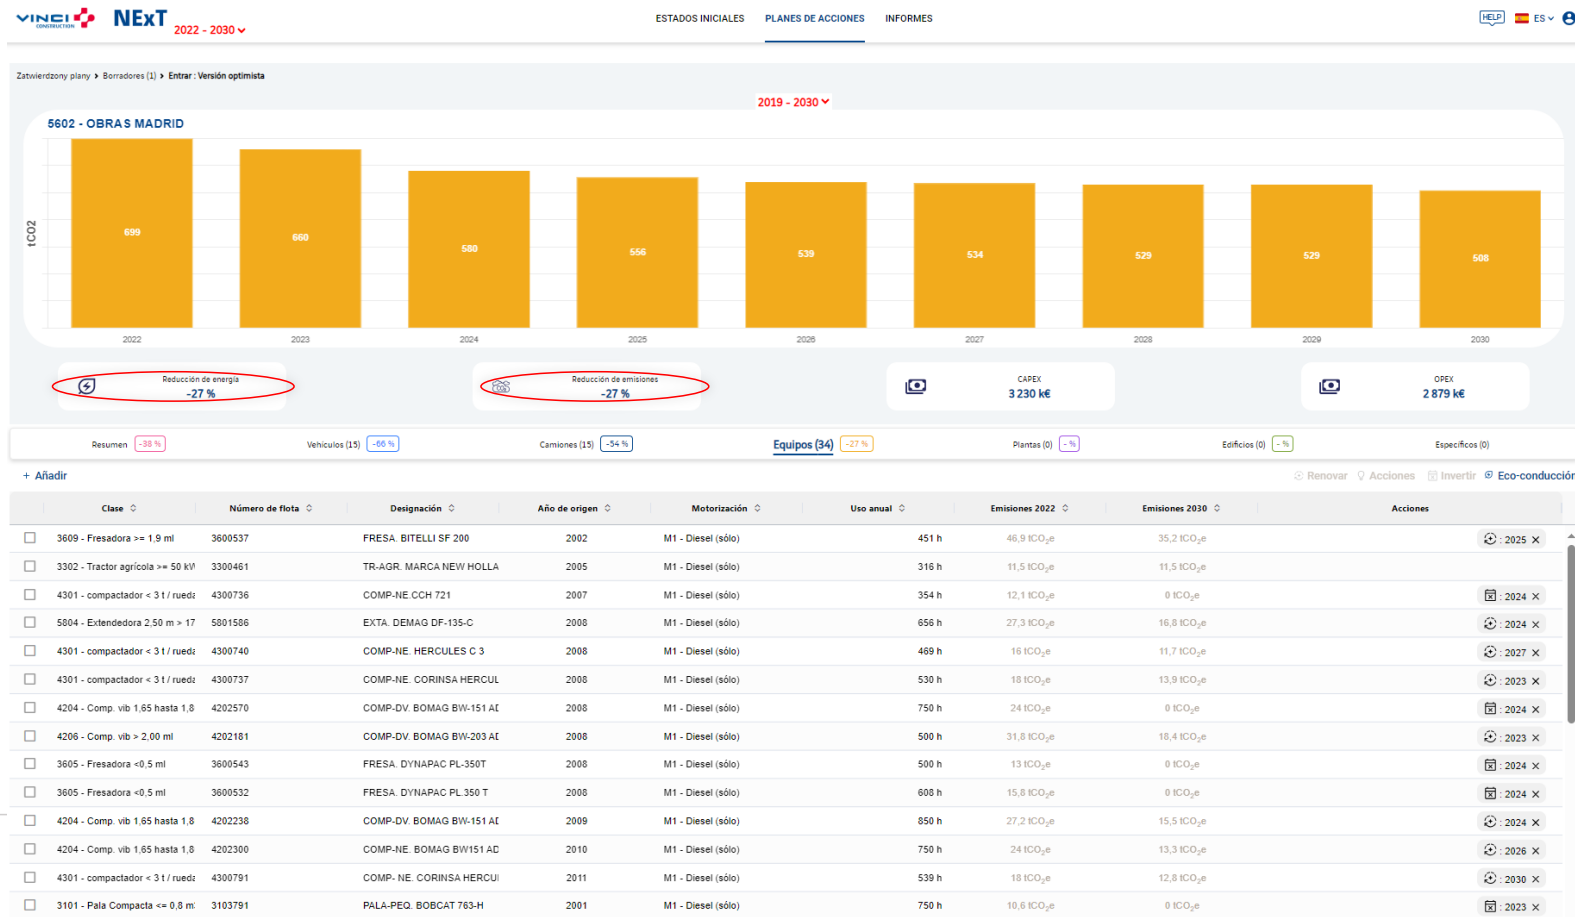 VINCI
CONSTRUCTION
NExT
2022 - 2030
ESTADOS INICIALES PLANES DE ACCIONES INFORMES
HELP ES
Zatwierdzony plany Borradores (1) Entrar : Versión optimista
2019 - 2030
5602 - OBRAS MADRID
tCO2
699 660 580 556 539 534 529 529 508
2022 2023 2024 2025 2026 2027 2028 2029 2030
Reducción de energía
-27 %
Reducción de emisiones
-27 %
CAPEX
3 230 k€
OPEX
2 879 k€
Resumen -38 % Vehículos (15) -66 % Camiones (15) -54 % Equipos (34) -27 % Plantas (0) - % Edificios (0) - % Específicos (0)
+ Añadir Renovar Acciones Invertir Eco-conducción
Clase Número de flota Designación Año de origen Motorización Uso anual Emisiones 2022 Emisiones 2030 Acciones
3609 - Fresadora >= 1,9 ml 3600537 FRESA. BITELLI SF 200 2002 M1 - Diesel (sólo) 451 h 46,9 tCO₂e 35,2 tCO₂e : 2025 ×
3302 - Tractor agrícola >= 50 kW 3300461 TR-AGR. MARCA NEW HOLLA 2005 M1 - Diesel (sólo) 316 h 11,5 tCO₂e 11,5 tCO₂e
4301 - compactador < 3 t / rueda 4300736 COMP-NE.CCH 721 2007 M1 - Diesel (sólo) 354 h 12,1 tCO₂e 0 tCO₂e : 2024 ×
5804 - Extendedora 2,50 m > 17 5801586 EXTA. DEMAG DF-135-C 2008 M1 - Diesel (sólo) 656 h 27,3 tCO₂e 16,8 tCO₂e : 2024 ×
4301 - compactador < 3 t / rueda 4300740 COMP-NE. HERCULES C 3 2008 M1 - Diesel (sólo) 469 h 16 tCO₂e 11,7 tCO₂e : 2027 ×
4301 - compactador < 3 t / rueda 4300737 COMP-NE. CORINSA HERCUL 2008 M1 - Diesel (sólo) 530 h 18 tCO₂e 13,9 tCO₂e : 2023 ×
4204 - Comp. vib 1,65 hasta 1,8 4202570 COMP-DV. BOMAG BW-151 AD 2008 M1 - Diesel (sólo) 750 h 24 tCO₂e 0 tCO₂e : 2024 ×
4206 - Comp. vib > 2,00 ml 4202181 COMP-DV. BOMAG BW-203 AD 2008 M1 - Diesel (sólo) 500 h 31,8 tCO₂e 18,4 tCO₂e : 2023 ×
3605 - Fresadora <0,5 ml 3600543 FRESA. DYNAPAC PL-350T 2008 M1 - Diesel (sólo) 500 h 13 tCO₂e 0 tCO₂e : 2024 ×
3605 - Fresadora <0,5 ml 3600532 FRESA. DYNAPAC PL.350 T 2008 M1 - Diesel (sólo) 608 h 15,8 tCO₂e 0 tCO₂e : 2024 ×
4204 - Comp. vib 1,65 hasta 1,8 4202238 COMP-DV. BOMAG BW-151 AD 2009 M1 - Diesel (sólo) 850 h 27,2 tCO₂e 15,5 tCO₂e : 2024 ×
4204 - Comp. vib 1,65 hasta 1,8 4202300 COMP-NE. BOMAG BW151 AD 2010 M1 - Diesel (sólo) 750 h 24 tCO₂e 13,3 tCO₂e : 2026 ×
4301 - compactador < 3 t / rueda 4300791 COMP- NE. CORINSA HERCUI 2011 M1 - Diesel (sólo) 539 h 18 tCO₂e 12,8 tCO₂e : 2030 ×
3101 - Pala Compacta <= 0,8 m 3103791 PALA-PEQ. BOBCAT 763-H 2001 M1 - Diesel (sólo) 750 h 10,6 tCO₂e 0 tCO₂e : 2023 ×